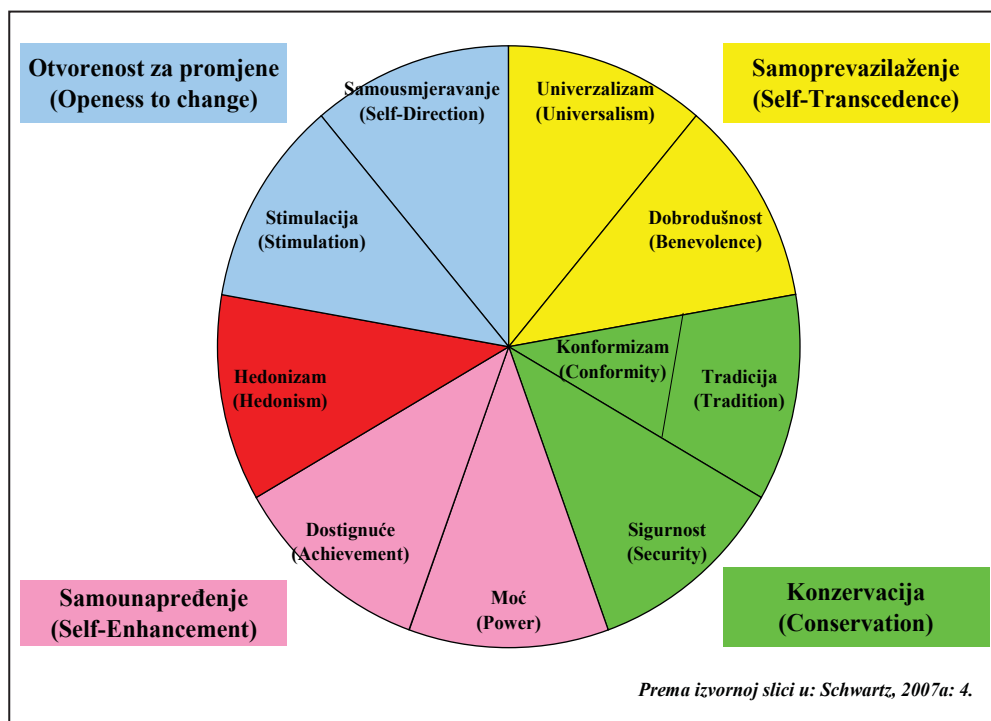 Otvorenost za promjene
(Openess to change)
Samoprevazilaženje
(Self-Transcedence)
Samousmjeravanje
(Self-Direction)
Univerzalizam
(Universalism)
Stimulacija
(Stimulation)
Dobrodušnost
(Benevolence)
Hedonizam
(Hedonism)
Konformizam
(Conformity)
Tradicija
(Tradition)
Dostignuće
(Achievement)
Moć
(Power)
Sigurnost
(Security)
Samounapređenje
(Self-Enhancement)
Konzervacija
(Conservation)
Prema izvornoj slici u: Schwartz, 2007a: 4.